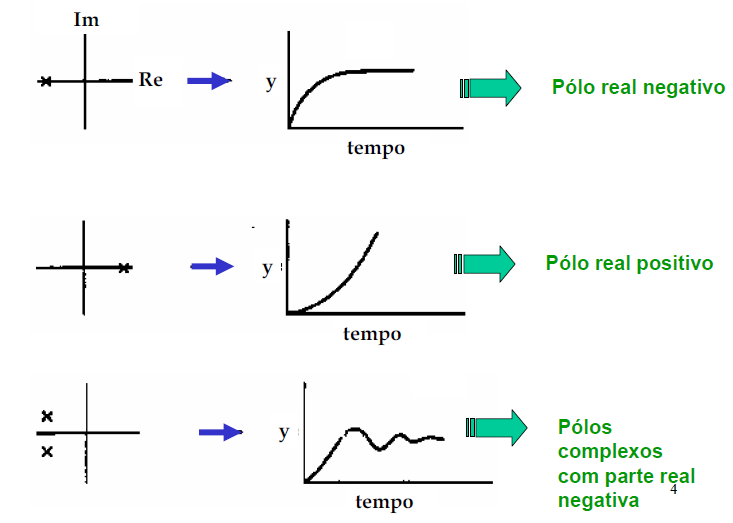 Im
Re
y
tempo
Pólo real negativo
y
tempo
Pólo real positivo
y
tempo
Pólos
complexos
com parte real
negativa
4